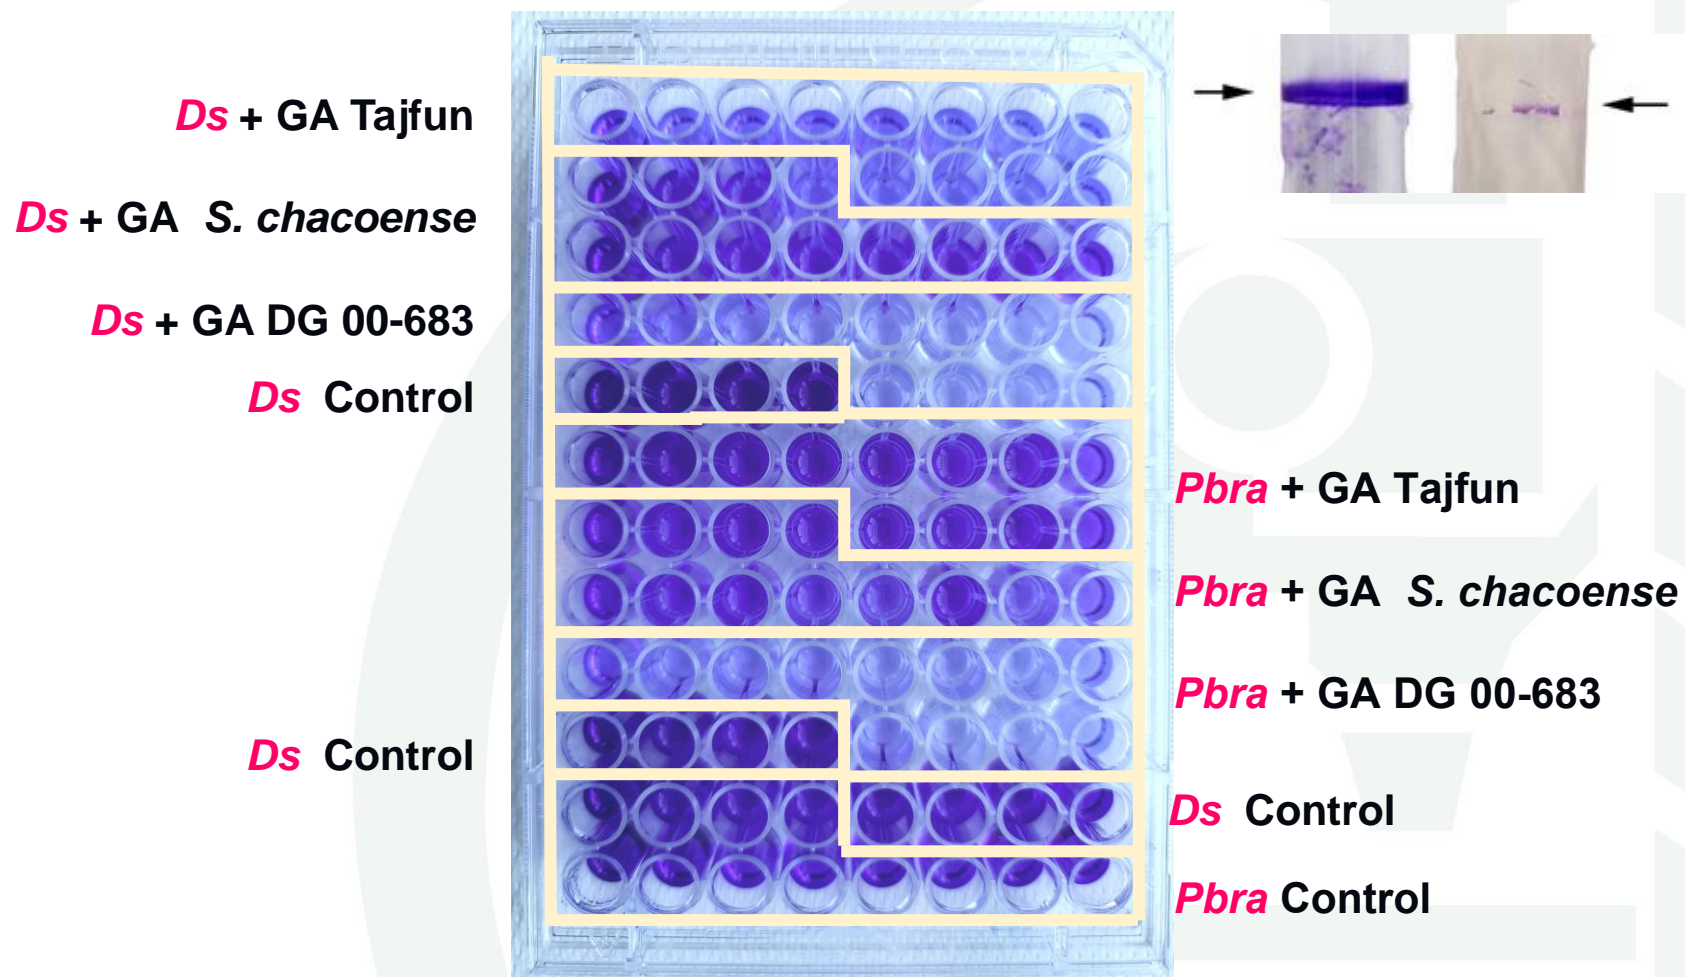 Ds + GA Tajfun
Ds + GA S. chacoense
Ds + GA DG 00-683
Ds Control
Pbra + GA Tajfun
Pbra + GA S. chacoense
Pbra + GA DG 00-683
Ds Control
Ds Control
Pbra Control